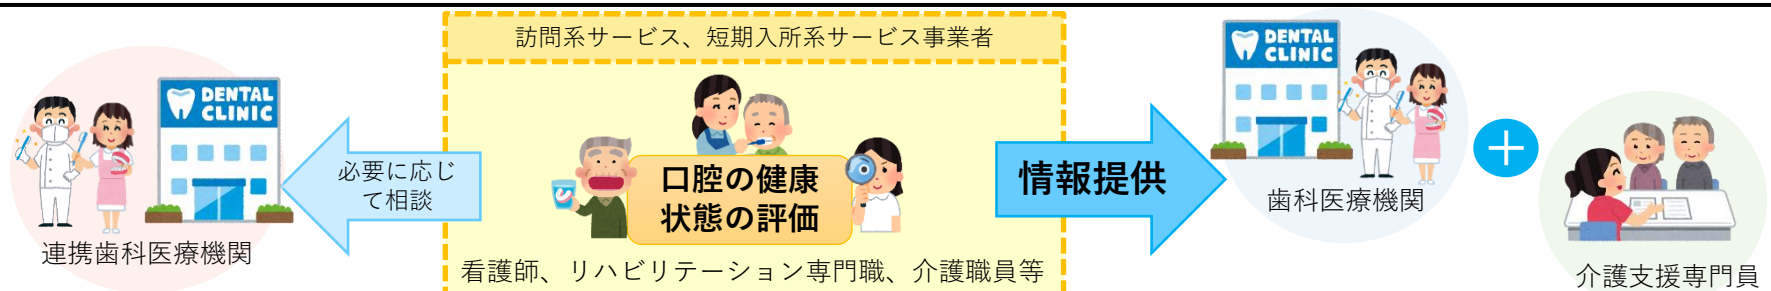 訪問系サービス、短期入所系サービス事業者
DENTAL
CLINIC
連携歯科医療機関
必要に応じ
て相談
口腔の健康
状態の評価
看護師、リハビリテーション専門職、介護職員等
情報提供
DENTAL
CLINIC
歯科医療機関
+
介護支援専門員